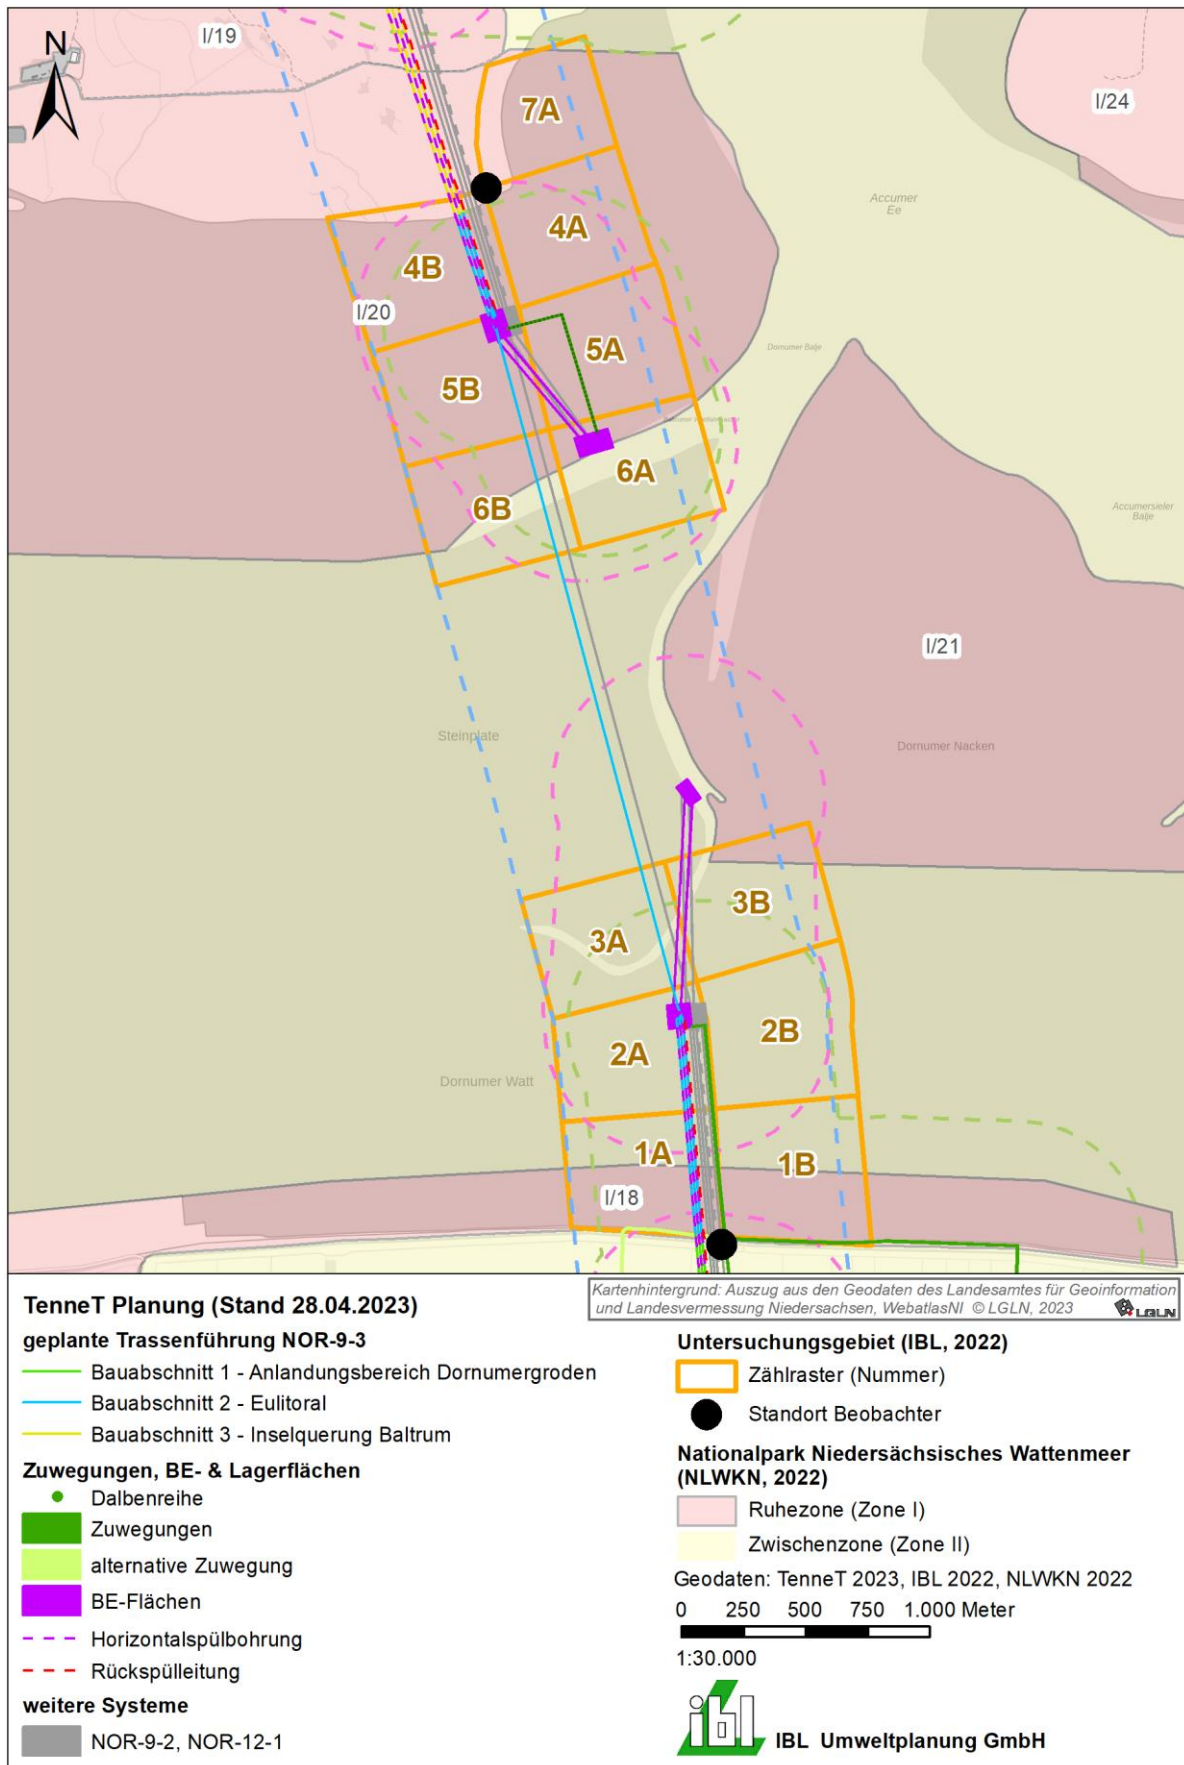 I/19
N
7A
I/24
Accumer
Ee
4A
4B
I/20
5A
Dornumer Balje
5B
6A
6B
Accumersieler
Balje
I/21
Steinplate
Dornumer Nacken
3B
3A
2B
2A
Dornumer Watt
1A
1B
I/18
Kartenhintergrund: Auszug aus den Geodaten des Landesamtes für Geoinformation
und Landesvermessung Niedersachsen, WebatlasNI © LGLN, 2023
LGLN
TenneT Planung (Stand 28.04.2023)
geplante Trassenführung NOR-9-3
Bauabschnitt 1 - Anlandungsbereich Dornumergroden
Bauabschnitt 2 - Eulitoral
Bauabschnitt 3 - Inselquerung Baltrum
Zuwegungen, BE- & Lagerflächen
Dalbenreihe
Zuwegungen
alternative Zuwegung
BE-Flächen
Horizontalspülbohrung
Rückspülleitung
weitere Systeme
NOR-9-2, NOR-12-1
Untersuchungsgebiet (IBL, 2022)
Zählraster (Nummer)
Standort Beobachter
Nationalpark Niedersächsisches Wattenmeer
(NLWKN, 2022)
Ruhezone (Zone I)
Zwischenzone (Zone II)
Geodaten: TenneT 2023, IBL 2022, NLWKN 2022
0 250 500 750 1.000 Meter
1:30.000
ibl
IBL Umweltplanung GmbH